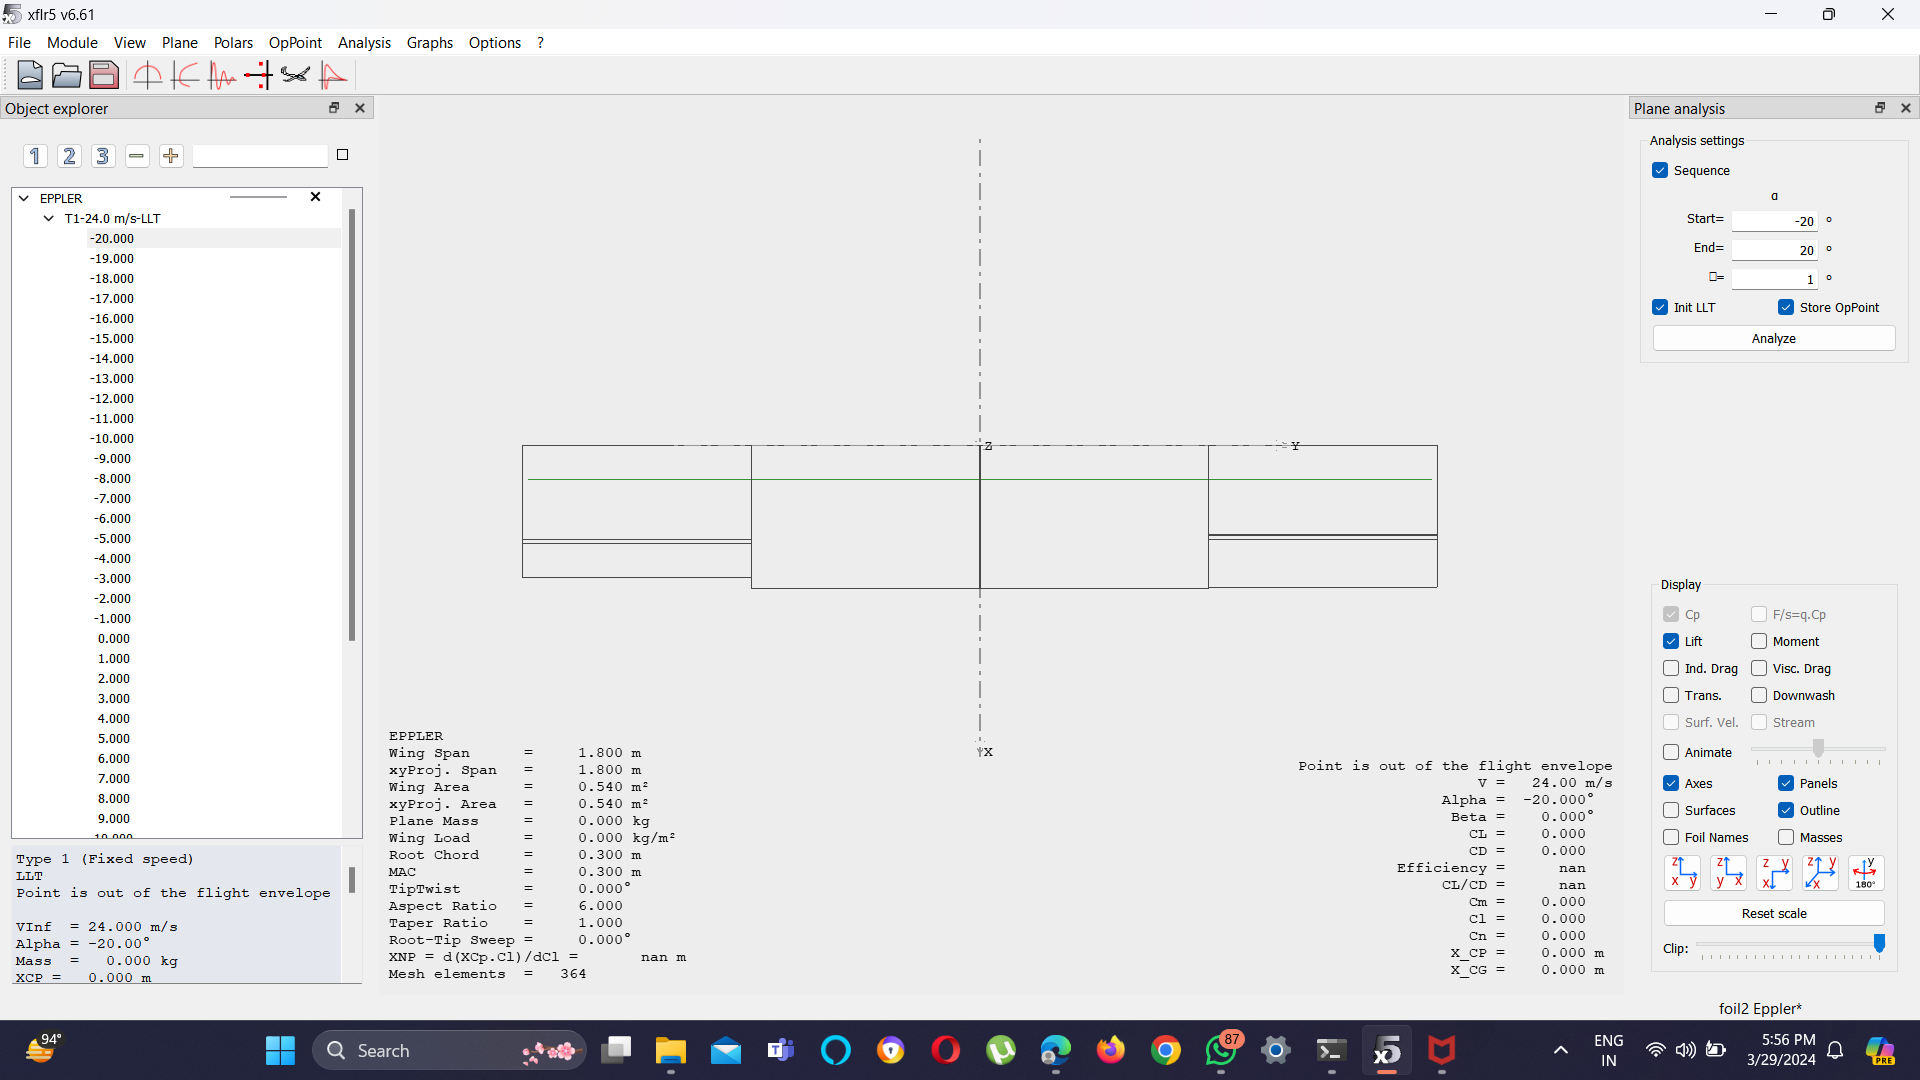 xflr5 v6.61
File Module View Plane Polars OpPoint Analysis Graphs Options ?
Object explorer
1 2 3
EPPLER
T1-24.0 m/s-LLT
-20.000
-19.000
-18.000
-17.000
-16.000
-15.000
-14.000
-13.000
-12.000
-11.000
-10.000
-9.000
-8.000
-7.000
-6.000
-5.000
-4.000
-3.000
-2.000
-1.000
0.000
1.000
2.000
3.000
4.000
5.000
6.000
7.000
8.000
9.000
10.000
Type 1 (Fixed speed)
LLT
Point is out of the flight envelope
VInf = 24.000 m/s
Alpha = -20.00°
Mass = 0.000 kg
XCP = 0.000 m
Z
Y
X
EPPLER
Wing Span = 1.800 m
xyProj. Span = 1.800 m
Wing Area = 0.540 m²
xyProj. Area = 0.540 m²
Plane Mass = 0.000 kg
Wing Load = 0.000 kg/m²
Root Chord = 0.300 m
MAC = 0.300 m
TipTwist = 0.000°
Aspect Ratio = 6.000
Taper Ratio = 1.000
Root-Tip Sweep = 0.000°
XNP = d(XCp.Cl)/dCl = nan m
Mesh elements = 364
Point is out of the flight envelope
V = 24.00 m/s
Alpha = -20.000°
Beta = 0.000°
CL = 0.000
CD = 0.000
Efficiency = nan
CL/CD = nan
Cm = 0.000
Cl = 0.000
Cn = 0.000
X_CP = 0.000 m
X_CG = 0.000 m
Plane analysis
Analysis settings
Sequence
α
Start= -20 °
End= 20 °
= 1 °
Init LLT Store OpPoint
Analyze
Display
Cp F/s=q.Cp
Lift Moment
Ind. Drag Visc. Drag
Trans. Downwash
Surf. Vel. Stream
Animate
Axes Panels
Surfaces Outline
Foil Names Masses
z x y
z y x
z y x
z y x
y 180°
Reset scale
Clip:
foil2 Eppler*
94°
Search
87
x5
ENG
IN
5:56 PM
3/29/2024
PRE